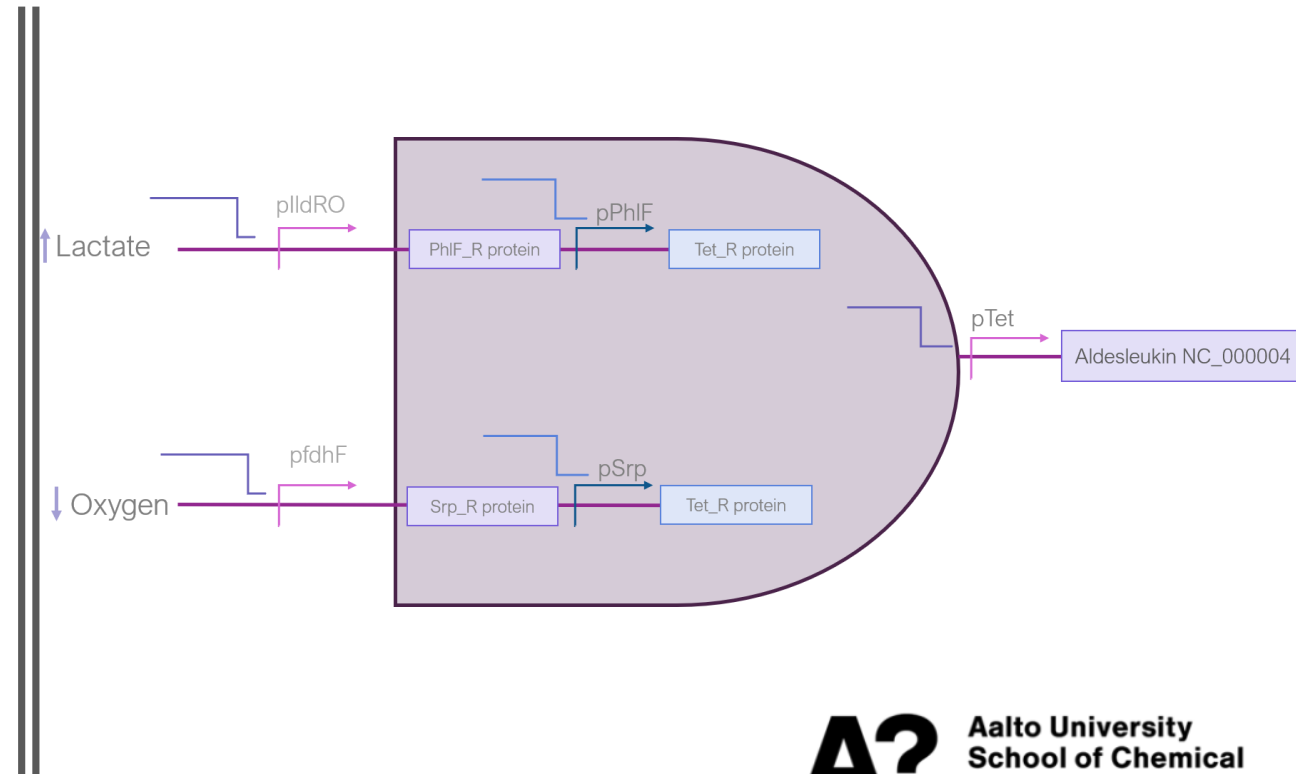 plldRO
pPhlF
Lactate
PhlF_R protein
Tet_R protein
pTet
Aldesleukin NC_000004
pfdhF
pSrp
Oxygen
Srp_R protein
Tet_R protein
A?
Aalto University
School of Chemical